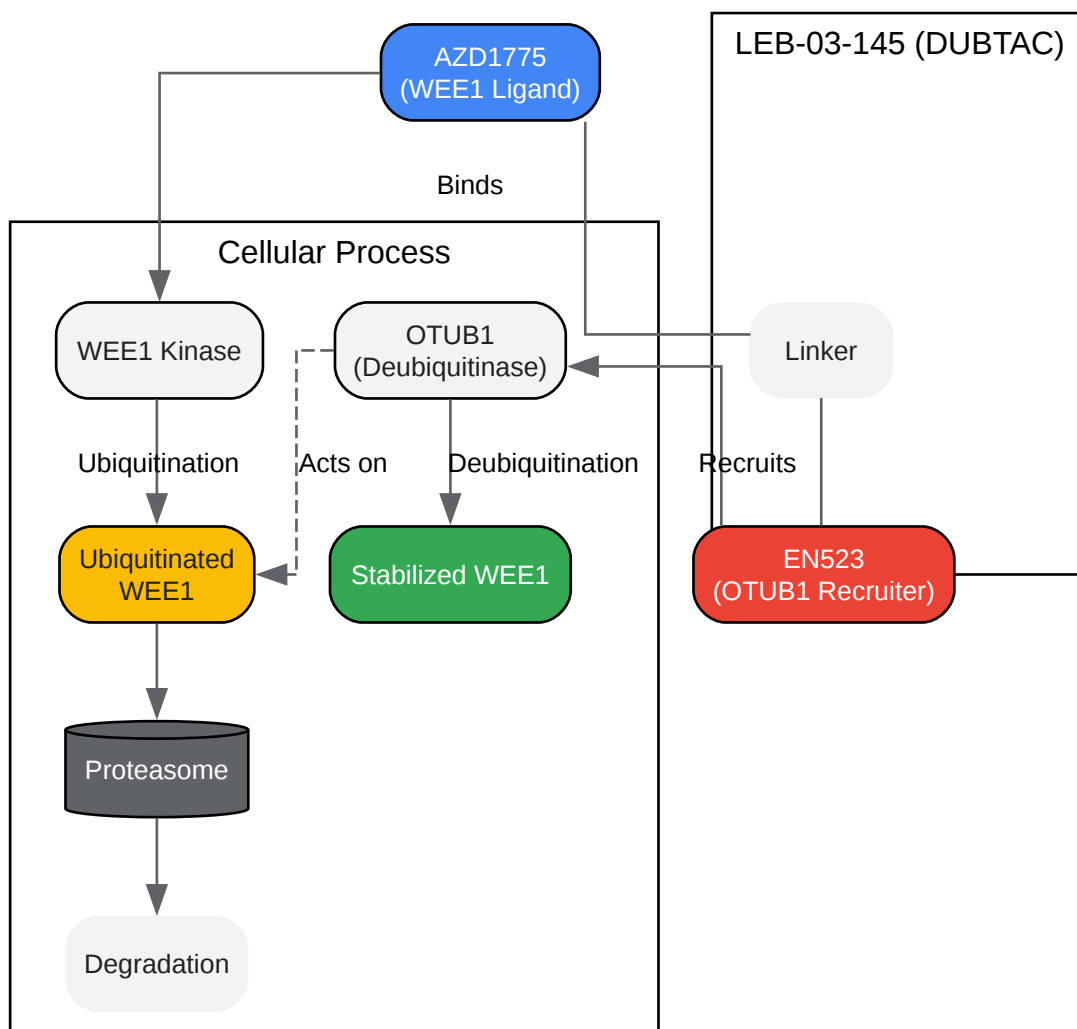 LEB-03-145 (DUBTAC)
AZD1775
(WEE1 Ligand)
Binds
Cellular Process
WEE1 Kinase
OTUB1
(Deubiquitinase)
Linker
Ubiquitination
Acts on
Deubiquitination
Recruits
Ubiquitinated
WEE1
Stabilized WEE1
EN523
(OTUB1 Recruiter)
Proteasome
Degradation